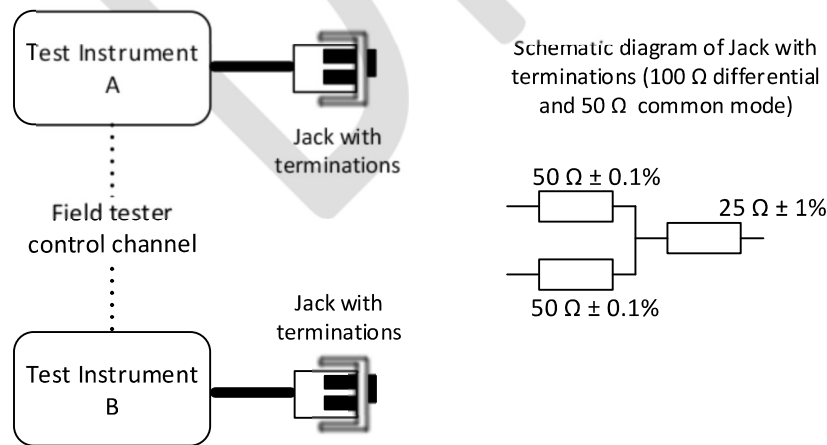 Test Instrument
A
Jack with
terminations
Field tester
control channel
Jack with
terminations
Test Instrument
B
Schematic diagram of Jack with
terminations (100 Ω differential
and 50 Ω common mode)
50 Ω ± 0.1%
25 Ω ± 1%
50 Ω ± 0.1%